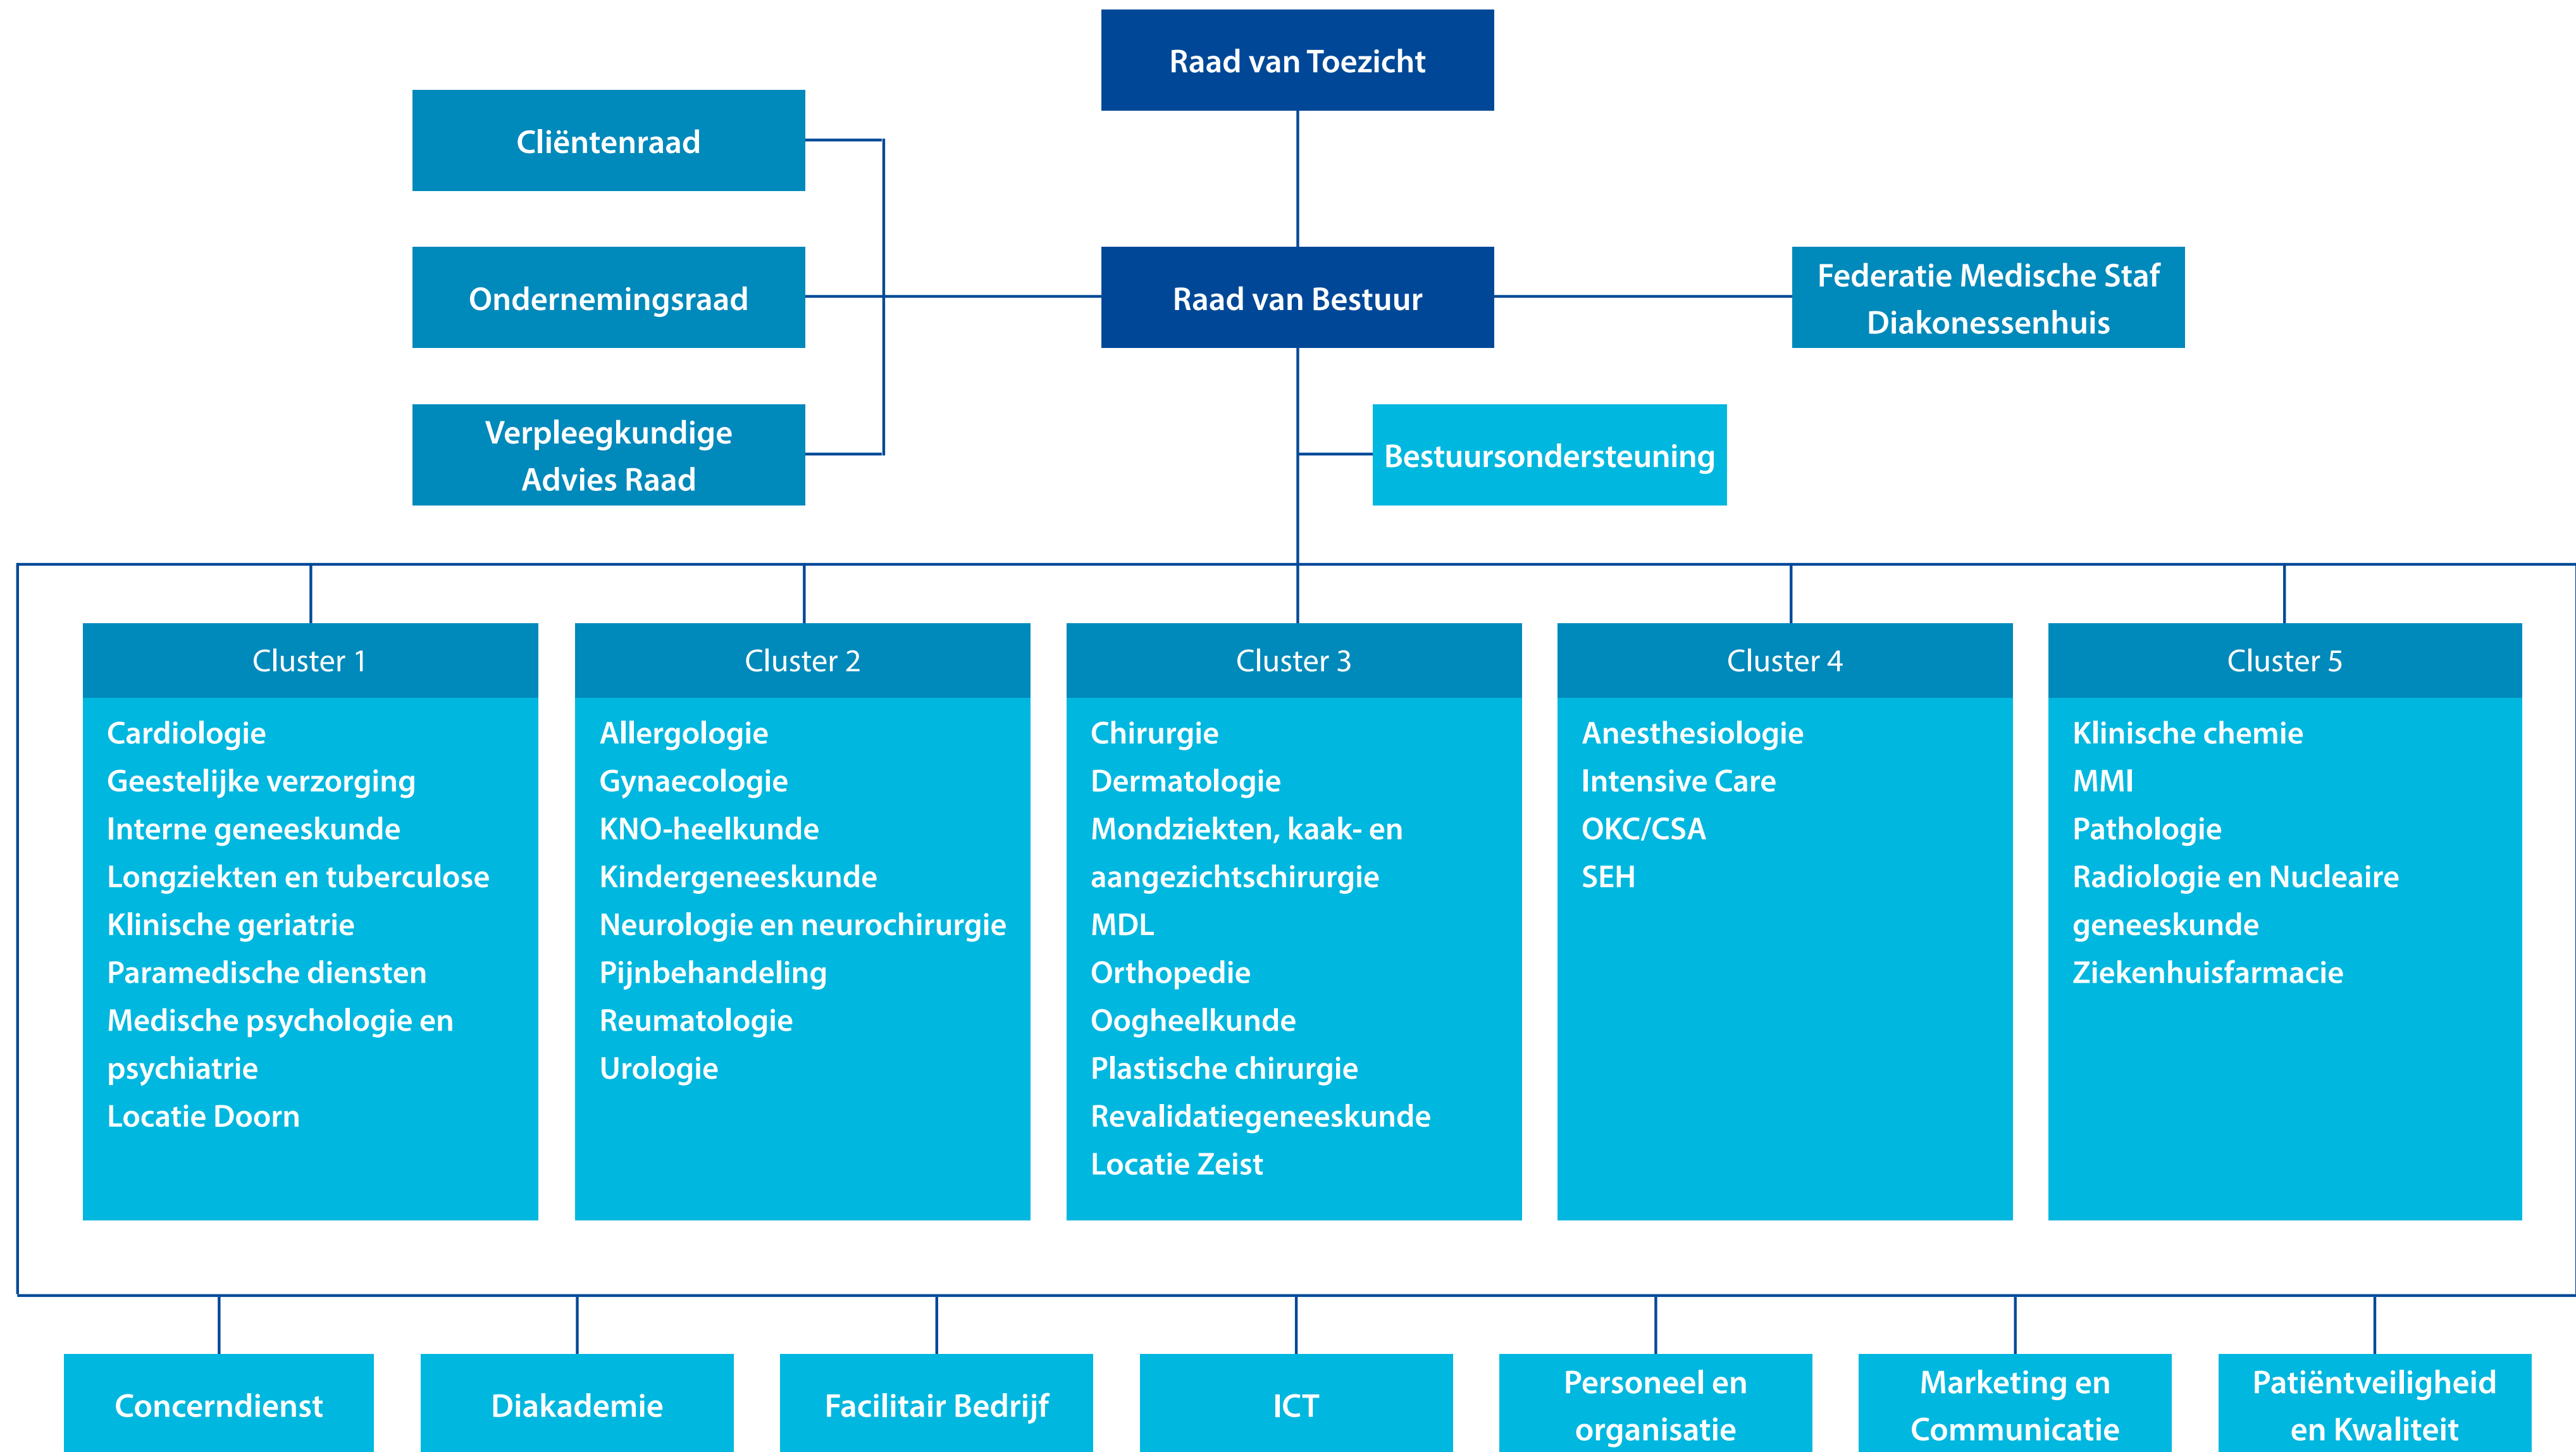 Raad van Toezicht
Cliëntenraad
Ondernemingsraad
Raad van Bestuur
Federatie Medische Staf
Diakonessenhuis
Verpleegkundige
Advies Raad
Bestuursondersteuning
Cluster 1
Cardiologie
Geestelijke verzorging
Interne geneeskunde
Longziekten en tuberculose
Klinische geriatrie
Paramedische diensten
Medische psychologie en
psychiatrie
Locatie Doorn
Cluster 2
Allergologie
Gynaecologie
KNO-heelkunde
Kindergeneeskunde
Neurologie en neurochirurgie
Pijnbehandeling
Reumatologie
Urologie
Cluster 3
Chirurgie
Dermatologie
Mondziekten, kaak- en
aangezichtschirurgie
MDL
Orthopedie
Oogheelkunde
Plastische chirurgie
Revalidatiegeneeskunde
Locatie Zeist
Cluster 4
Anesthesiologie
Intensive Care
OKC/CSA
SEH
Cluster 5
Klinische chemie
MMI
Pathologie
Radiologie en Nucleaire
geneeskunde
Ziekenhuisfarmacie
Concerndienst
Diakademie
Facilitair Bedrijf
ICT
Personeel en
organisatie
Marketing en
Communicatie
Patiëntveiligheid
en Kwaliteit